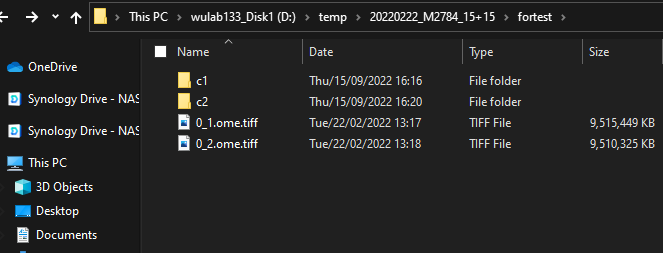 This PC > wulab133_Disk1 (D:) > temp > 20220222_M2784_15+15 > fortest >
Name Date Type Size
OneDrive
c1 Thu/15/09/2022 16:16 File folder
Synology Drive - NAS
c2 Thu/15/09/2022 16:20 File folder
0_1.ome.tiff Tue/22/02/2022 13:17 TIFF File 9,515,449 KB
Synology Drive - NAS
0_2.ome.tiff Tue/22/02/2022 13:18 TIFF File 9,510,325 KB
This PC
3D Objects
Desktop
Documents